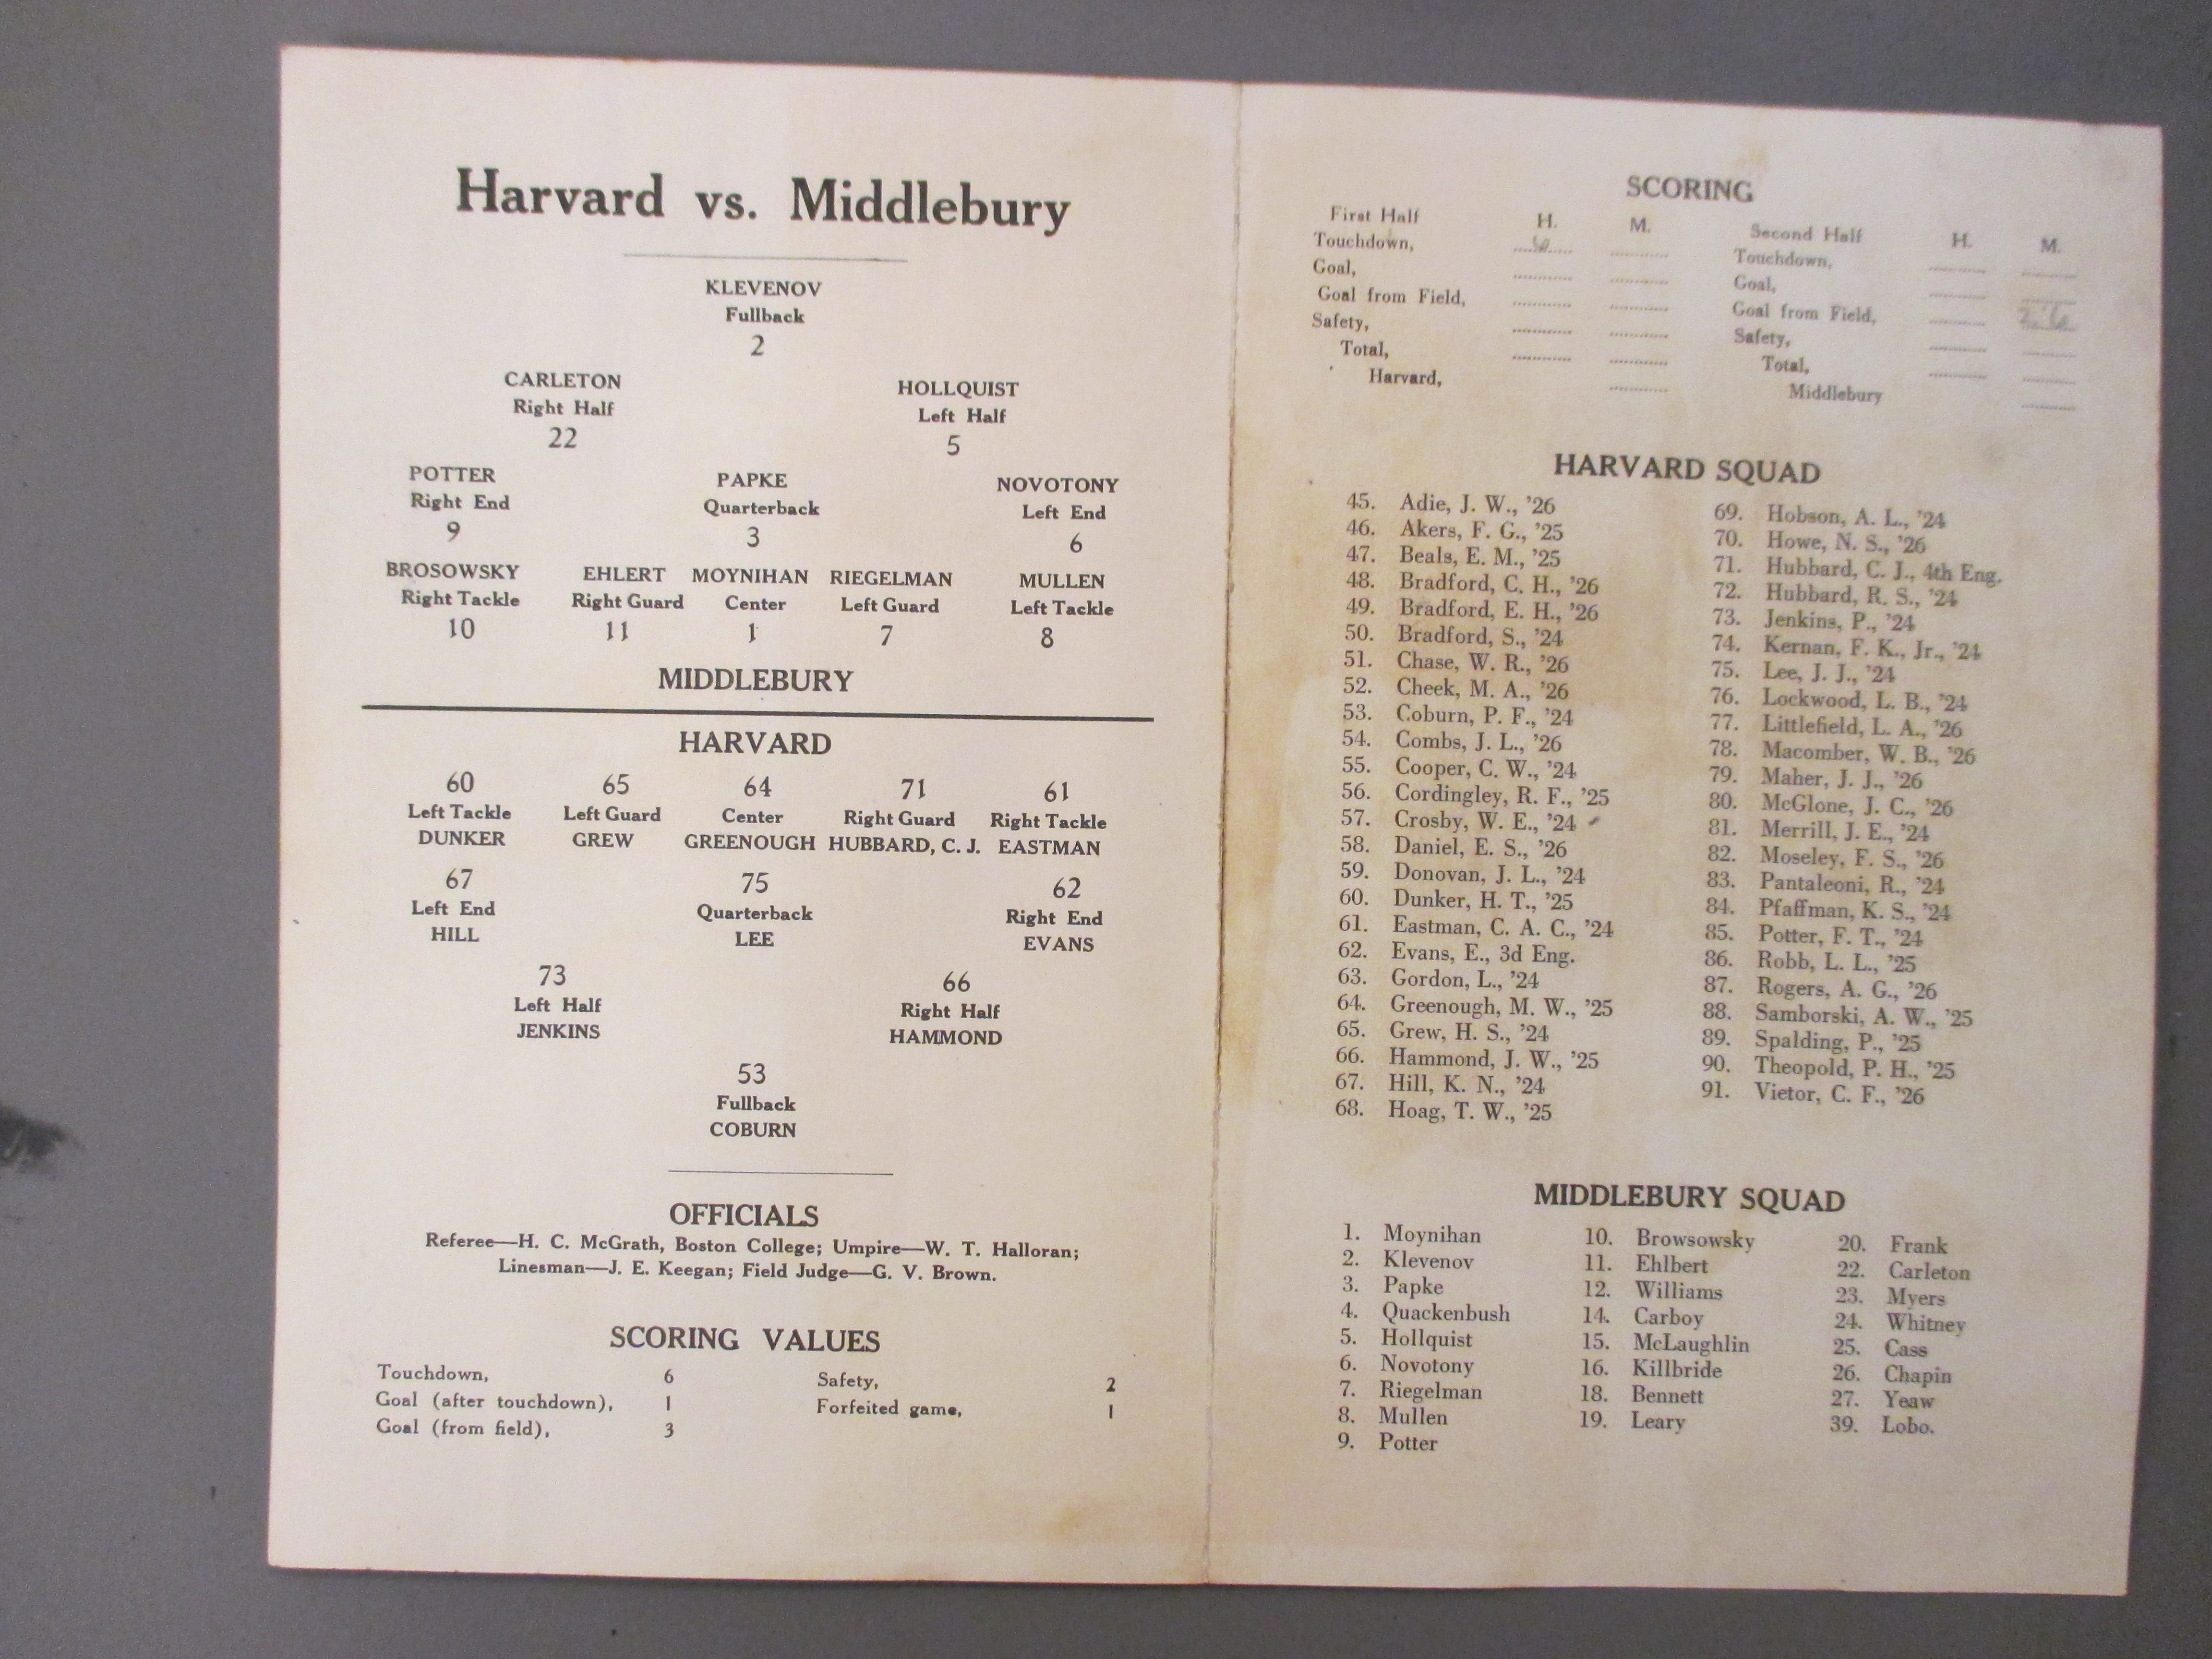 Harvard vs. Middlebury
KLEVENOV
Fullback
2
CARLETON HOLLQUIST
Right Half Left Half
22 5
POTTER PAPKE NOVOTONY
Right End Quarterback Left End
9 3 6
BROSOWSKY EHLERT MOYNIHAN RIEGELMAN MULLEN
Right Tackle Right Guard Center Left Guard Left Tackle
10 11 1 7 8
MIDDLEBURY
HARVARD
60 65 64 71 61
Left Tackle Left Guard Center Right Guard Right Tackle
DUNKER GREW GREENOUGH HUBBARD, C. J. EASTMAN
67 75 62
Left End Quarterback Right End
HILL LEE EVANS
73 66
Left Half Right Half
JENKINS HAMMOND
53
Fullback
COBURN
OFFICIALS
Referee—H. C. McGrath, Boston College; Umpire—W. T. Halloran;
Linesman—J. E. Keegan; Field Judge—G. V. Brown.
SCORING VALUES
Touchdown, 6 Safety, 2
Goal (after touchdown), 1 Forfeited game, 1
Goal (from field), 3
SCORING
First Half H. M. Second Half H. M.
Touchdown, Touchdown,
Goal, Goal,
Goal from Field, Goal from Field,
Safety, Safety,
Total, Total,
Harvard, Middlebury
HARVARD SQUAD
45. Adie, J. W., '26
46. Akers, F. G., '25
47. Beals, E. M., '25
48. Bradford, C. H., '26
49. Bradford, E. H., '26
50. Bradford, S., '24
51. Chase, W. R., '26
52. Cheek, M. A., '26
53. Coburn, P. F., '24
54. Combs, J. L., '26
55. Cooper, C. W., '24
56. Cordingley, R. F., '25
57. Crosby, W. E., '24
58. Daniel, E. S., '26
59. Donovan, J. L., '24
60. Dunker, H. T., '25
61. Eastman, C. A. C., '24
62. Evans, E., 3d Eng.
63. Gordon, L., '24
64. Greenough, M. W., '25
65. Grew, H. S., '24
66. Hammond, J. W., '25
67. Hill, K. N., '24
68. Hoag, T. W., '25
69. Hobson, A. L., '24
70. Howe, N. S., '26
71. Hubbard, C. J., 4th Eng.
72. Hubbard, R. S., '24
73. Jenkins, P., '24
74. Kernan, F. K., Jr., '24
75. Lee, J. J., '24
76. Lockwood, L. B., '24
77. Littlefield, L. A., '26
78. Macomber, W. B., '26
79. Maher, J. J., '26
80. McGlone, J. C., '26
81. Merrill, J. E., '24
82. Moseley, F. S., '26
83. Pantaleoni, R., '24
84. Pfaffman, K. S., '24
85. Potter, F. T., '24
86. Robb, L. L., '25
87. Rogers, A. G., '26
88. Samborski, A. W., '25
89. Spalding, P., '25
90. Theopold, P. H., '25
91. Vietor, C. F., '26
MIDDLEBURY SQUAD
1. Moynihan
2. Klevenov
3. Papke
4. Quackenbush
5. Hollquist
6. Novotony
7. Riegelman
8. Mullen
9. Potter
10. Browsowsky
11. Ehlbert
12. Williams
14. Carboy
15. McLaughlin
16. Killbride
18. Bennett
19. Leary
20. Frank
22. Carleton
23. Myers
24. Whitney
25. Cass
26. Chapin
27. Yeaw
39. Lobo.